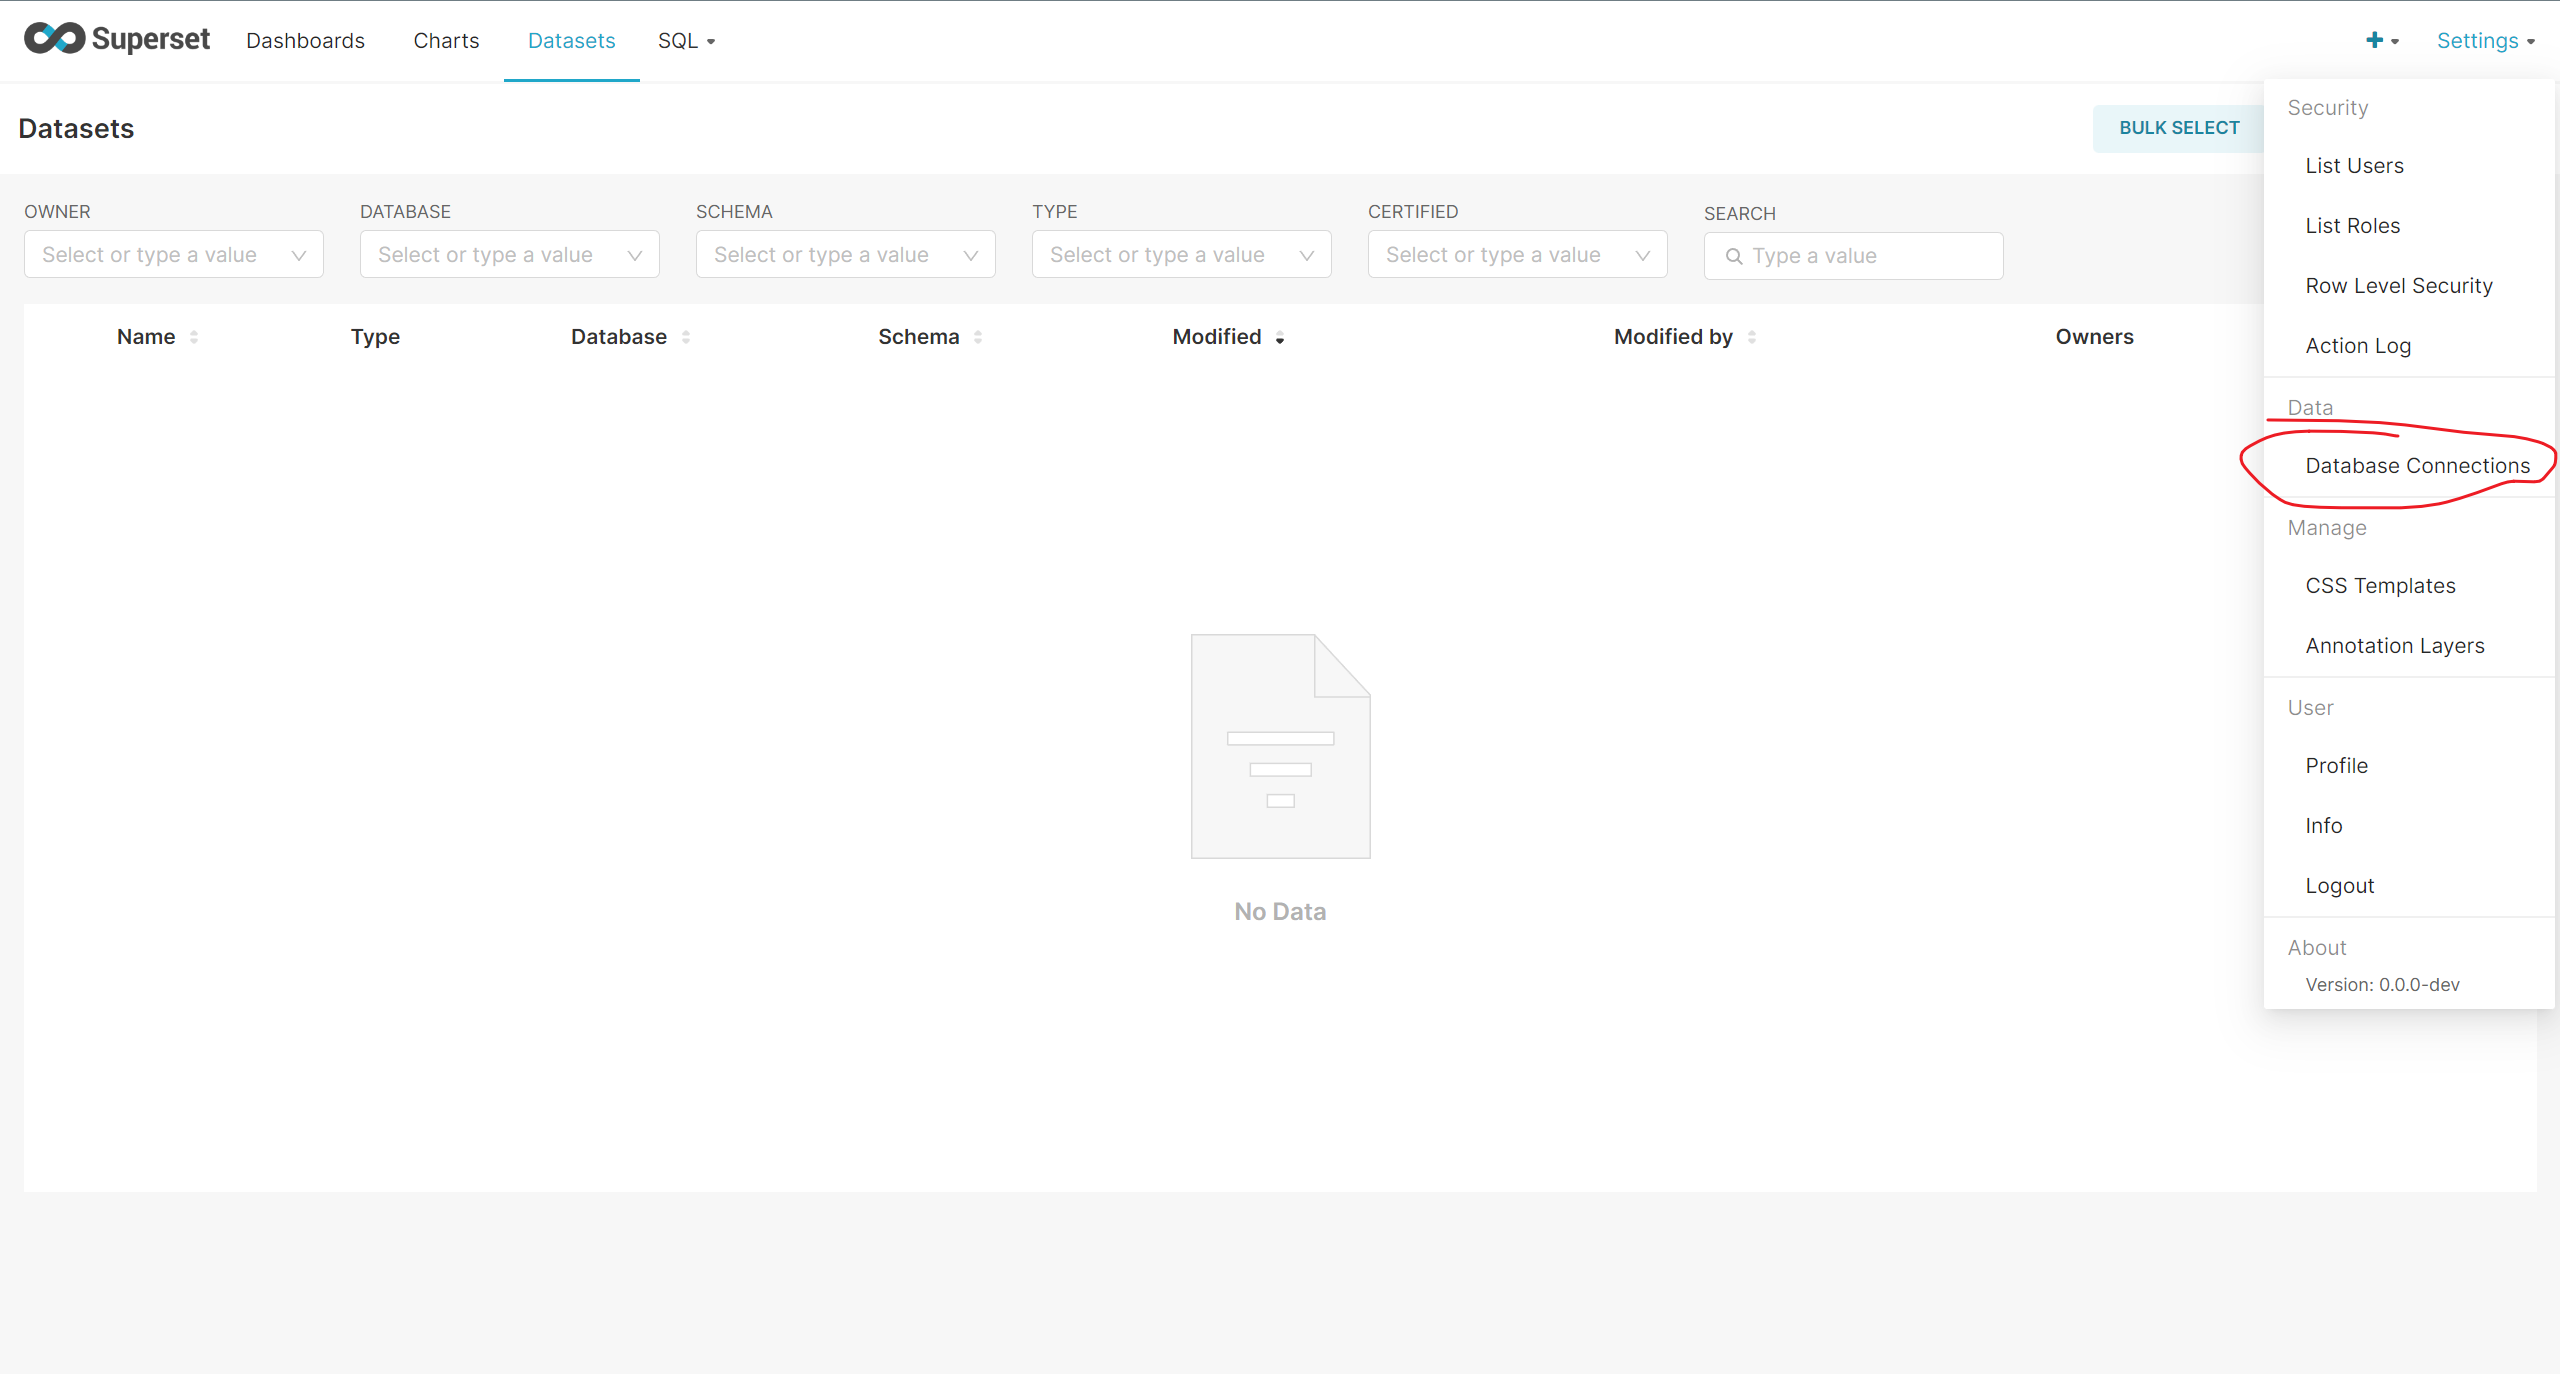 Superset Dashboards Charts Datasets SQL Settings
Datasets BULK SELECT
OWNER DATABASE SCHEMA TYPE CERTIFIED SEARCH
Select or type a value Select or type a value Select or type a value Select or type a value Select or type a value Type a value
Name Type Database Schema Modified Modified by Owners
No Data
Security
List Users
List Roles
Row Level Security
Action Log
Data
Database Connections
Manage
CSS Templates
Annotation Layers
User
Profile
Info
Logout
About
Version: 0.0.0-dev